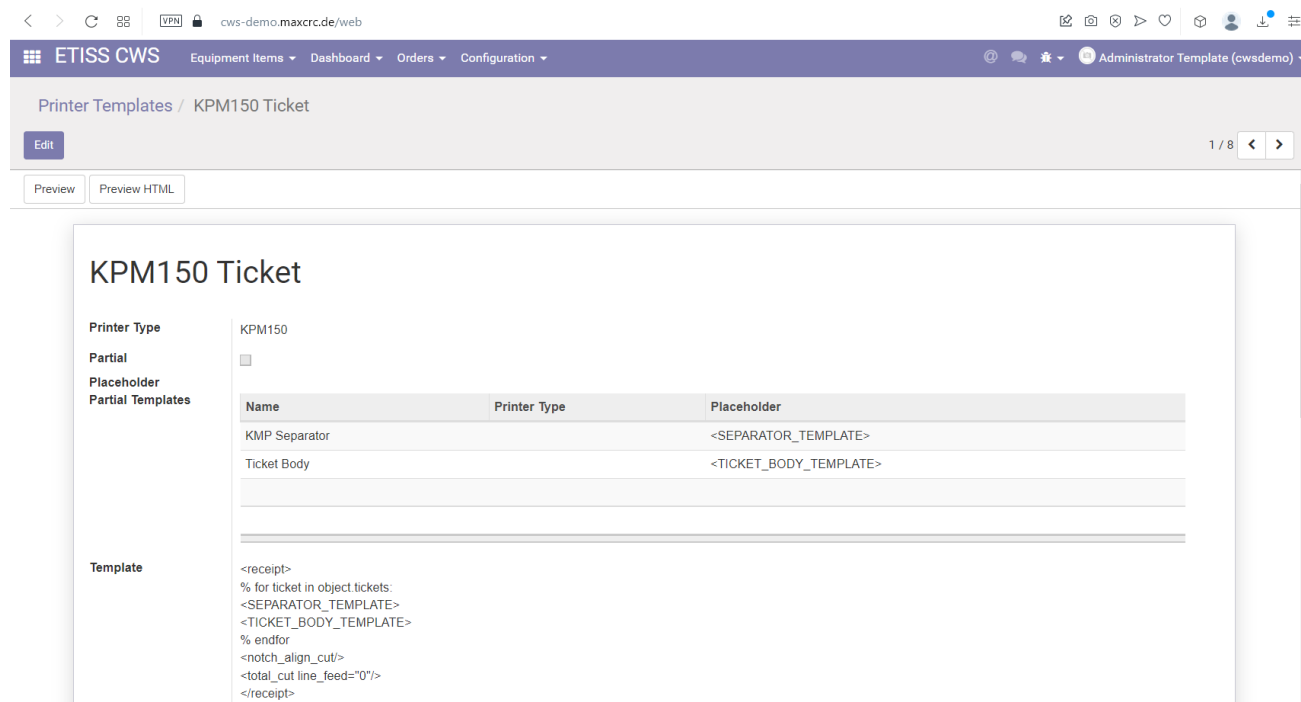 VPN cws-demo.maxcrc.de/web
ETISS CWS Equipment Items Dashboard Orders Configuration @ Administrator Template (cwsdemo)
Printer Templates / KPM150 Ticket
Edit 1 / 8
Preview Preview HTML
KPM150 Ticket
Printer Type KPM150
Partial
Placeholder
Partial Templates
Name Printer Type Placeholder
KMP Separator <SEPARATOR_TEMPLATE>
Ticket Body <TICKET_BODY_TEMPLATE>
Template <receipt>
% for ticket in object.tickets:
<SEPARATOR_TEMPLATE>
<TICKET_BODY_TEMPLATE>
% endfor
<notch_align_cut/>
<total_cut line_feed="0"/>
</receipt>